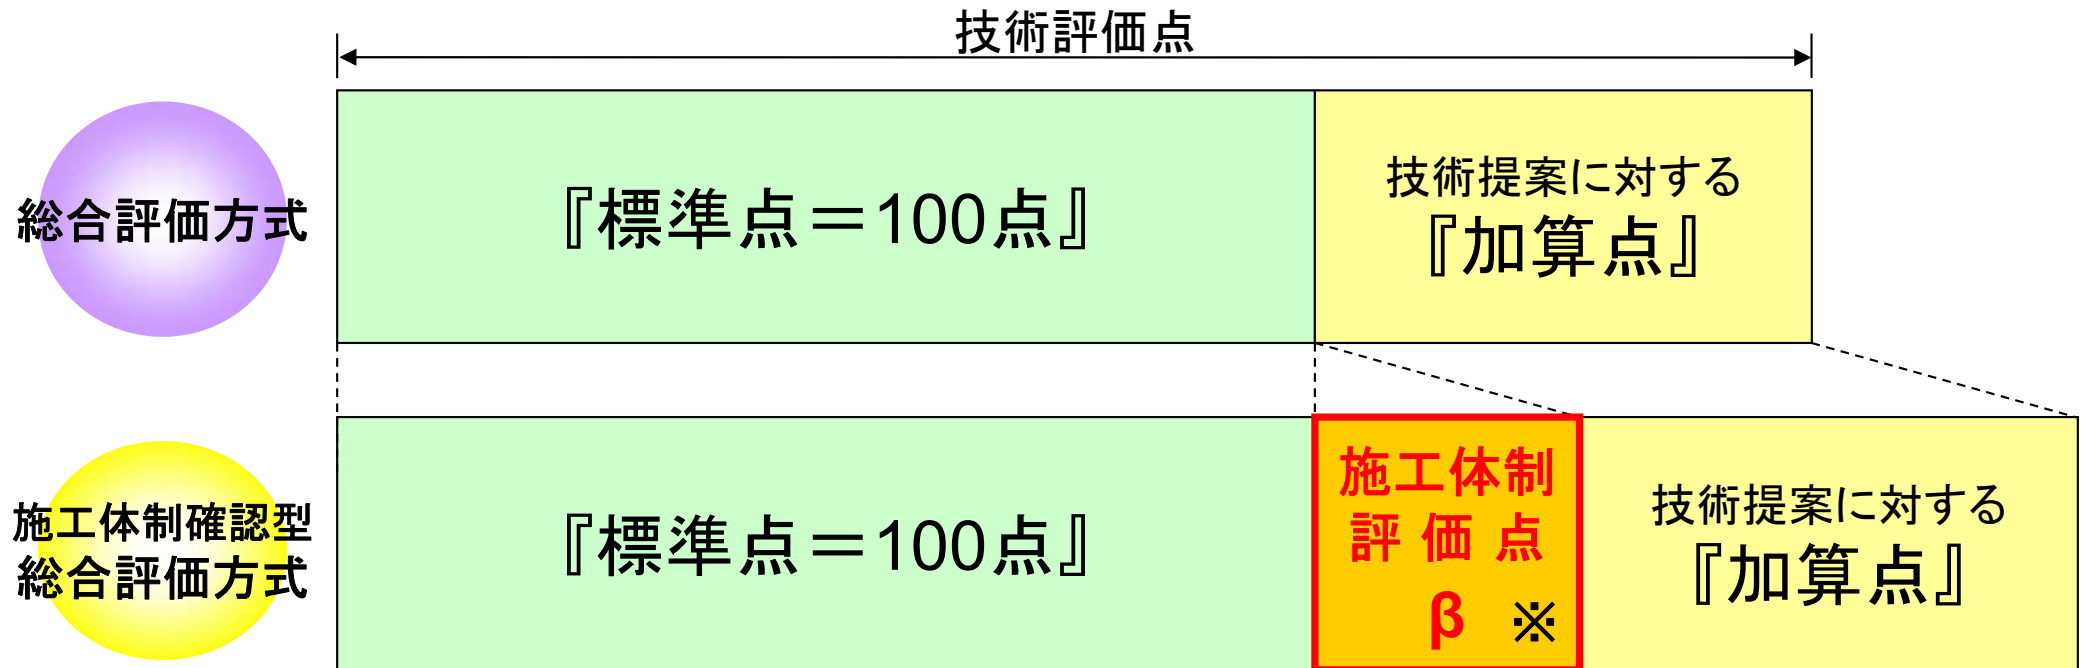 技術評価点
総合評価方式
『標準点＝100点』
技術提案に対する
『加算点』
施工体制確認型
総合評価方式
『標準点＝100点』
施工体制
評 価 点
β ※
技術提案に対する
『加算点』